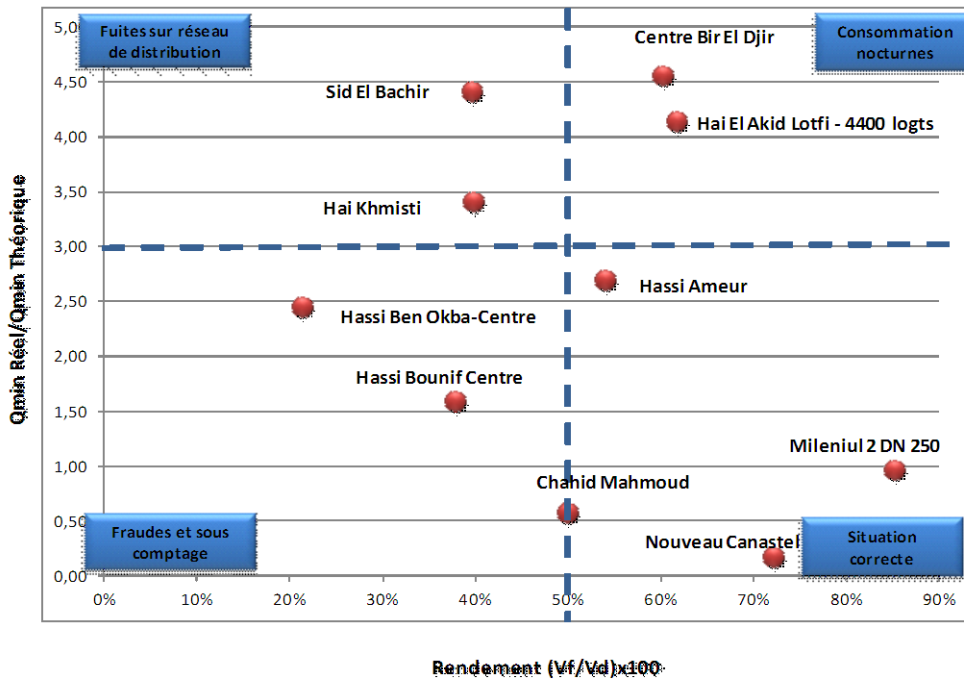 Fuites sur réseau
de distribution
Consommation
nocturnes
Centre Bir El Djir
Sid El Bachir
Hai El Akid Lotfi - 4400 logts
Hai Khmisti
Hassi Ameur
Hassi Ben Okba-Centre
Hassi Bounif Centre
Mileniul 2 DN 250
Chahid Mahmoud
Nouveau Canastel
Fraudes et sous
comptage
Situation
correcte
5,00
4,50
4,00
3,50
3,00
2,50
2,00
1,50
1,00
0,50
0,00
0%
10%
20%
30%
40%
50%
60%
70%
80%
90%
Qmin Réel/Qmin Théorique
Rendement (Vf/Vd)x100